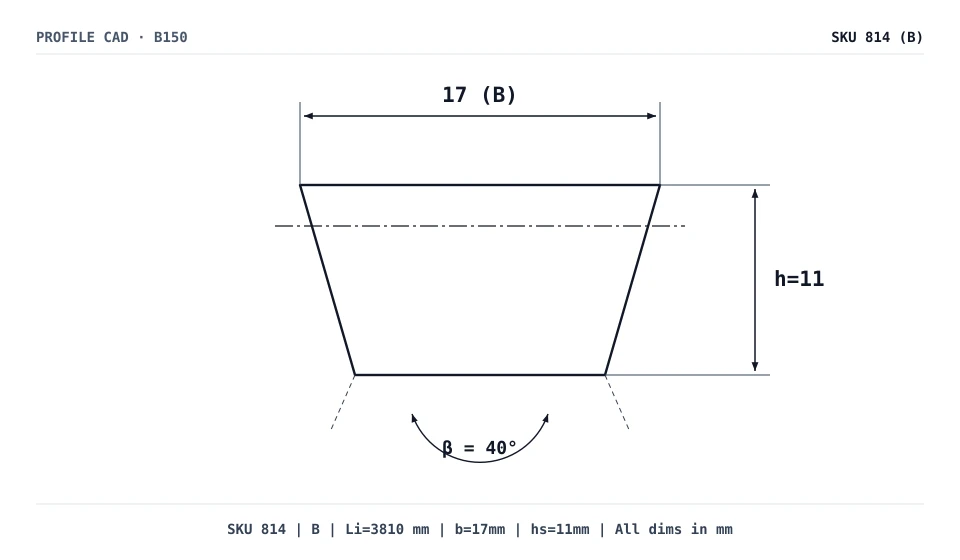 PROFILE CAD · B150
SKU 814 (B)
17 (B)
h=11
β = 40°
SKU 814 | B | Li=3810 mm | b=17mm | hs=11mm | All dims in mm